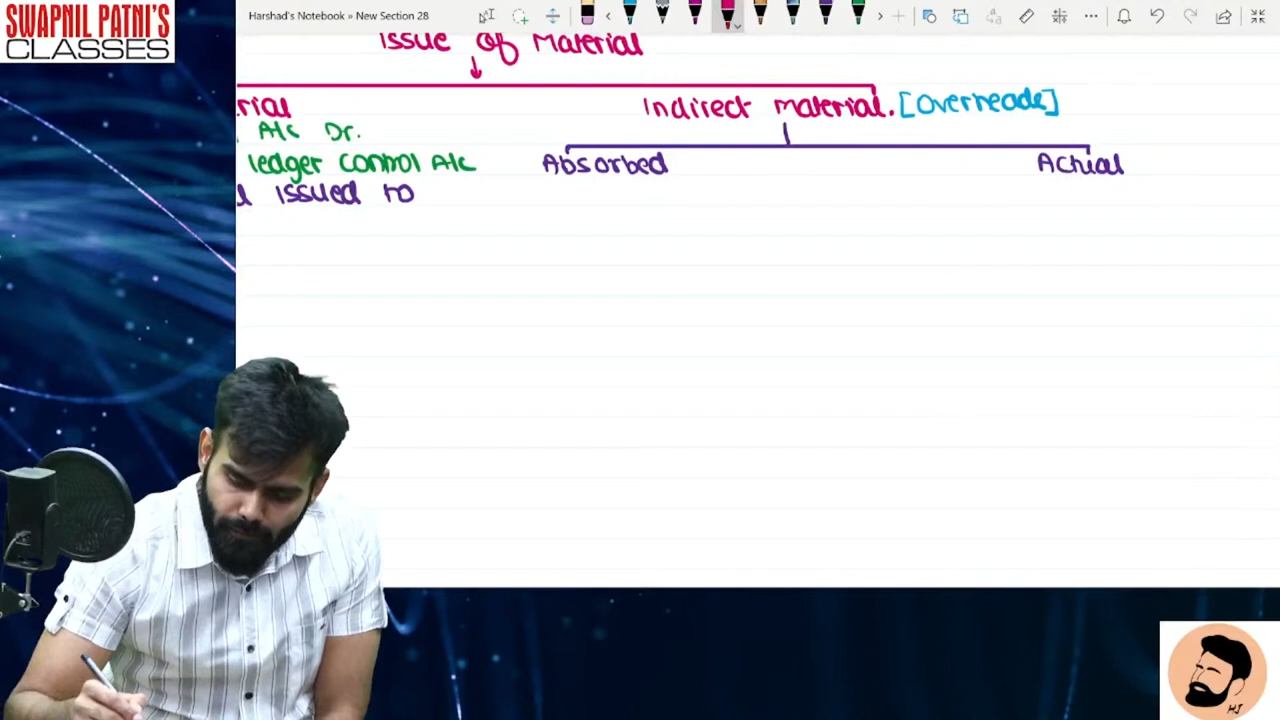 SWAPNIL PATNI'S
CLASSES
Harshad's Notebook » New Section 28
Issue of Material
rial
Indirect material. [Overheads]
A/c Dr.
ledger control A/c
Absorbed
Actual
l issued to
HJ